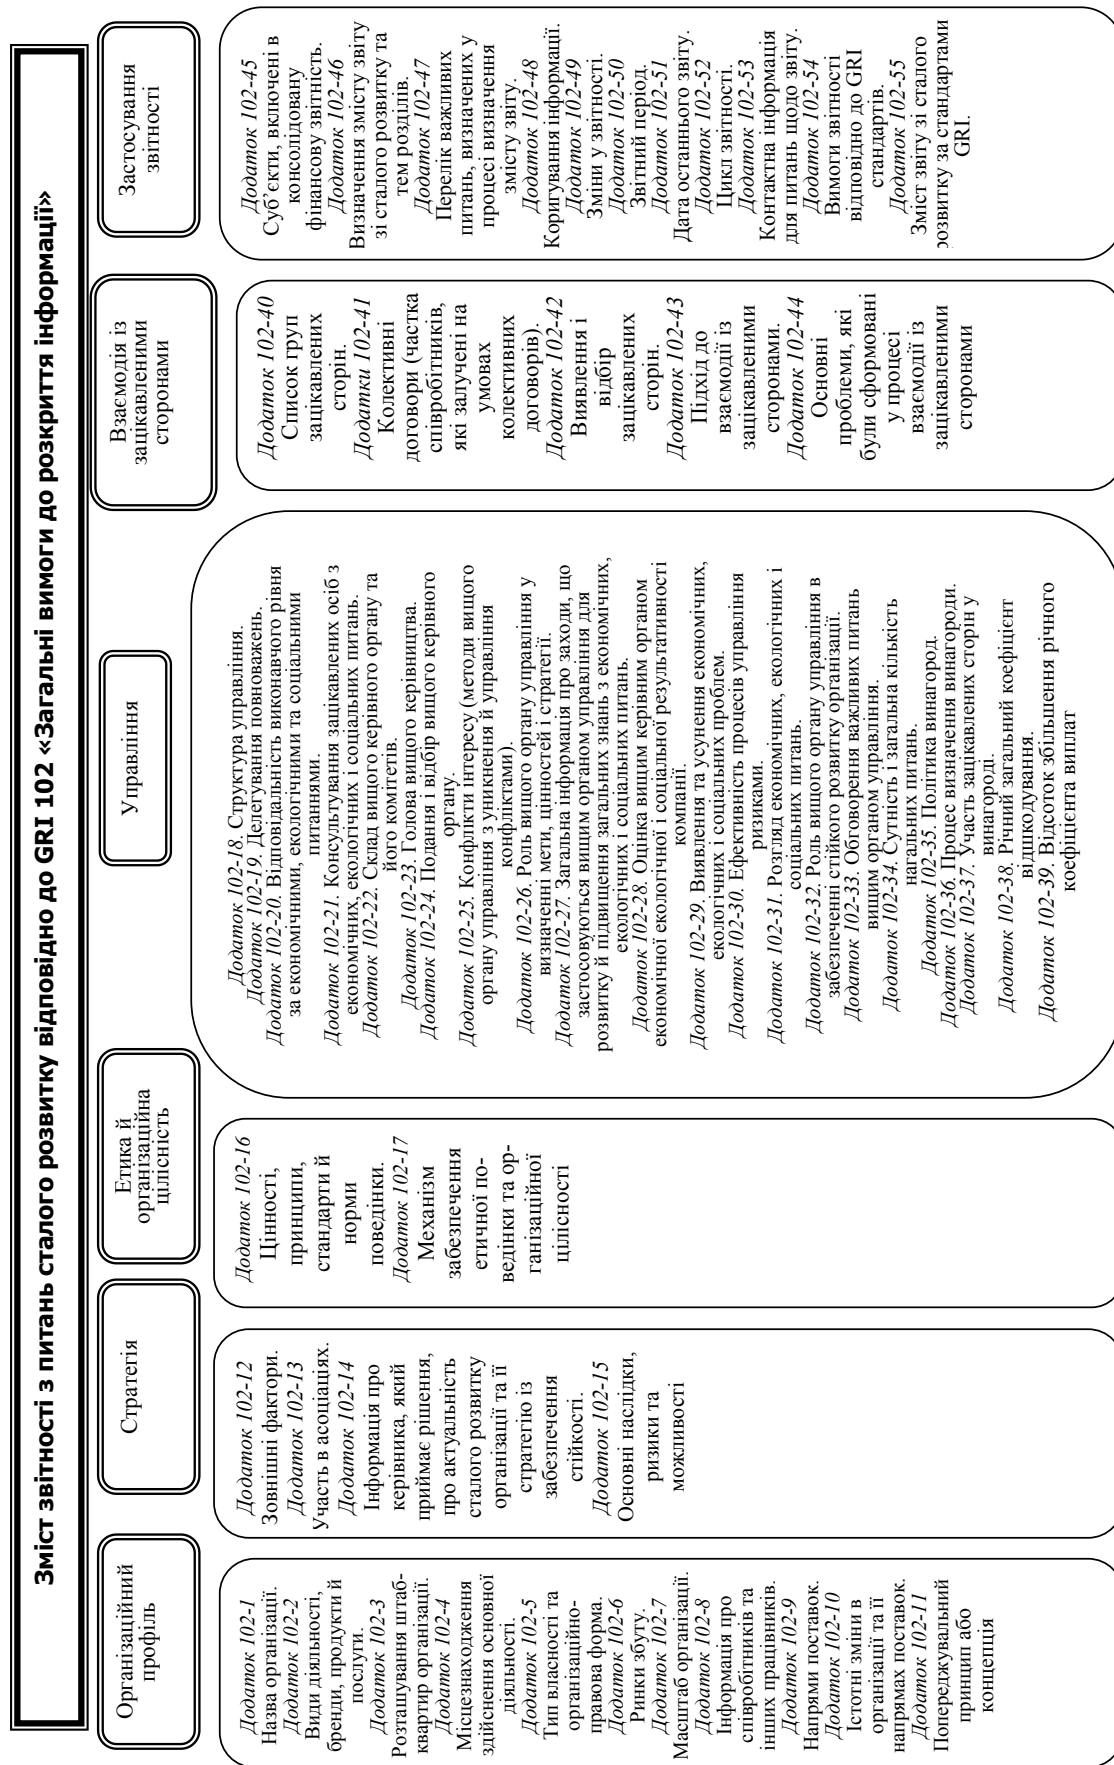 Зміст звітності з питань сталого розвитку відповідно до GRI 102 «Загальні вимоги до розкриття інформації»
Організаційний
профіль
Додаток 102-1
Назва організації.
Додаток 102-2
Види діяльності,
бренди, продукти й
послуги.
Додаток 102-3
Розташування штаб-
квартир організації.
Додаток 102-4
Місцезнаходження
здійснення основної
діяльності.
Додаток 102-5
Тип власності та
організаційно-
правова форма.
Додаток 102-6
Ринки збуту.
Додаток 102-7
Масштаб організації.
Додаток 102-8
Інформація про
співробітників та
інших працівників.
Додаток 102-9
Напрями поставок.
Додаток 102-10
Істотні зміни в
організації та її
напрямах поставок.
Додаток 102-11
Попереджувальний
принцип або
концепція
Стратегія
Додаток 102-12
Зовнішні фактори.
Додаток 102-13
Участь в асоціаціях.
Додаток 102-14
Інформація про
керівника, який
приймає рішення,
про актуальність
сталого розвитку
організації та її
стратегію із
забезпечення
стійкості.
Додаток 102-15
Основні наслідки,
ризики та
можливості
Етика й
організаційна
цілісність
Додаток 102-16
Цінності,
принципи,
стандарти й
норми
поведінки.
Додаток 102-17
Механізм
забезпечення
етичної по-
ведінки та ор-
ганізаційної
цілісності
Управління
Додаток 102-18. Структура управління.
Додаток 102-19. Делегування повноважень.
Додаток 102-20. Відповідальність виконавчого рівня
за економічними, екологічними та соціальними
питаннями.
Додаток 102-21. Консультування зацікавлених осіб з
економічних, екологічних і соціальних питань.
Додаток 102-22. Склад вищого керівного органу та
його комітетів.
Додаток 102-23. Голова вищого керівництва.
Додаток 102-24. Подання і відбір вищого керівного
органу.
Додаток 102-25. Конфлікти інтересу (методи вищого
органу управління з уникнення й управління
конфліктами).
Додаток 102-26. Роль вищого органу управління у
визначенні мети, цінностей і стратегії.
Додаток 102-27. Загальна інформація про заходи, що
застосовуються вищим органом управління для
розвитку й підвищення загальних знань з економічних,
екологічних і соціальних питань.
Додаток 102-28. Оцінка вищим керівним органом
економічної екологічної і соціальної результативності
компанії.
Додаток 102-29. Виявлення та усунення економічних,
екологічних і соціальних проблем.
Додаток 102-30. Ефективність процесів управління
ризиками.
Додаток 102-31. Розгляд економічних, екологічних і
соціальних питань.
Додаток 102-32. Роль вищого органу управління в
забезпеченні стійкого розвитку організації.
Додаток 102-33. Обговорення важливих питань
вищим органом управління.
Додаток 102-34. Сутність і загальна кількість
нагальних питань.
Додаток 102-35. Політика винагород.
Додаток 102-36. Процес визначення винагороди.
Додаток 102-37. Участь зацікавлених сторін у
винагороді.
Додаток 102-38. Річний загальний коефіцієнт
відшкодування.
Додаток 102-39. Відсоток збільшення річного
коефіцієнта виплат
Взаємодія із
зацікавленими
сторонами
Додаток 102-40
Список груп
зацікавлених
сторін.
Додатки 102-41
Колективні
договори (частка
співробітників,
які залучені на
умовах
колективних
договорів).
Додаток 102-42
Виявлення і
відбір
зацікавлених
сторін.
Додаток 102-43
Підхід до
взаємодії із
зацікавленими
сторонами.
Додаток 102-44
Основні
проблеми, які
були сформовані
у процесі
взаємодії із
зацікавленими
сторонами
Застосування
звітності
Додаток 102-45
Суб’єкти, включені в
консолідовану
фінансову звітність.
Додаток 102-46
Визначення змісту звіту
зі сталого розвитку та
тем розділів.
Додаток 102-47
Перелік важливих
питань, визначених у
процесі визначення
змісту звіту.
Додаток 102-48
Коригування інформації.
Додаток 102-49
Зміни у звітності.
Додаток 102-50
Звітний період.
Додаток 102-51
Дата останнього звіту.
Додаток 102-52
Цикл звітності.
Додаток 102-53
Контактна інформація
для питань щодо звіту.
Додаток 102-54
Вимоги звітності
відповідно до GRI
стандартів.
Додаток 102-55
Зміст звіту зі сталого
розвитку за стандартами
GRI.